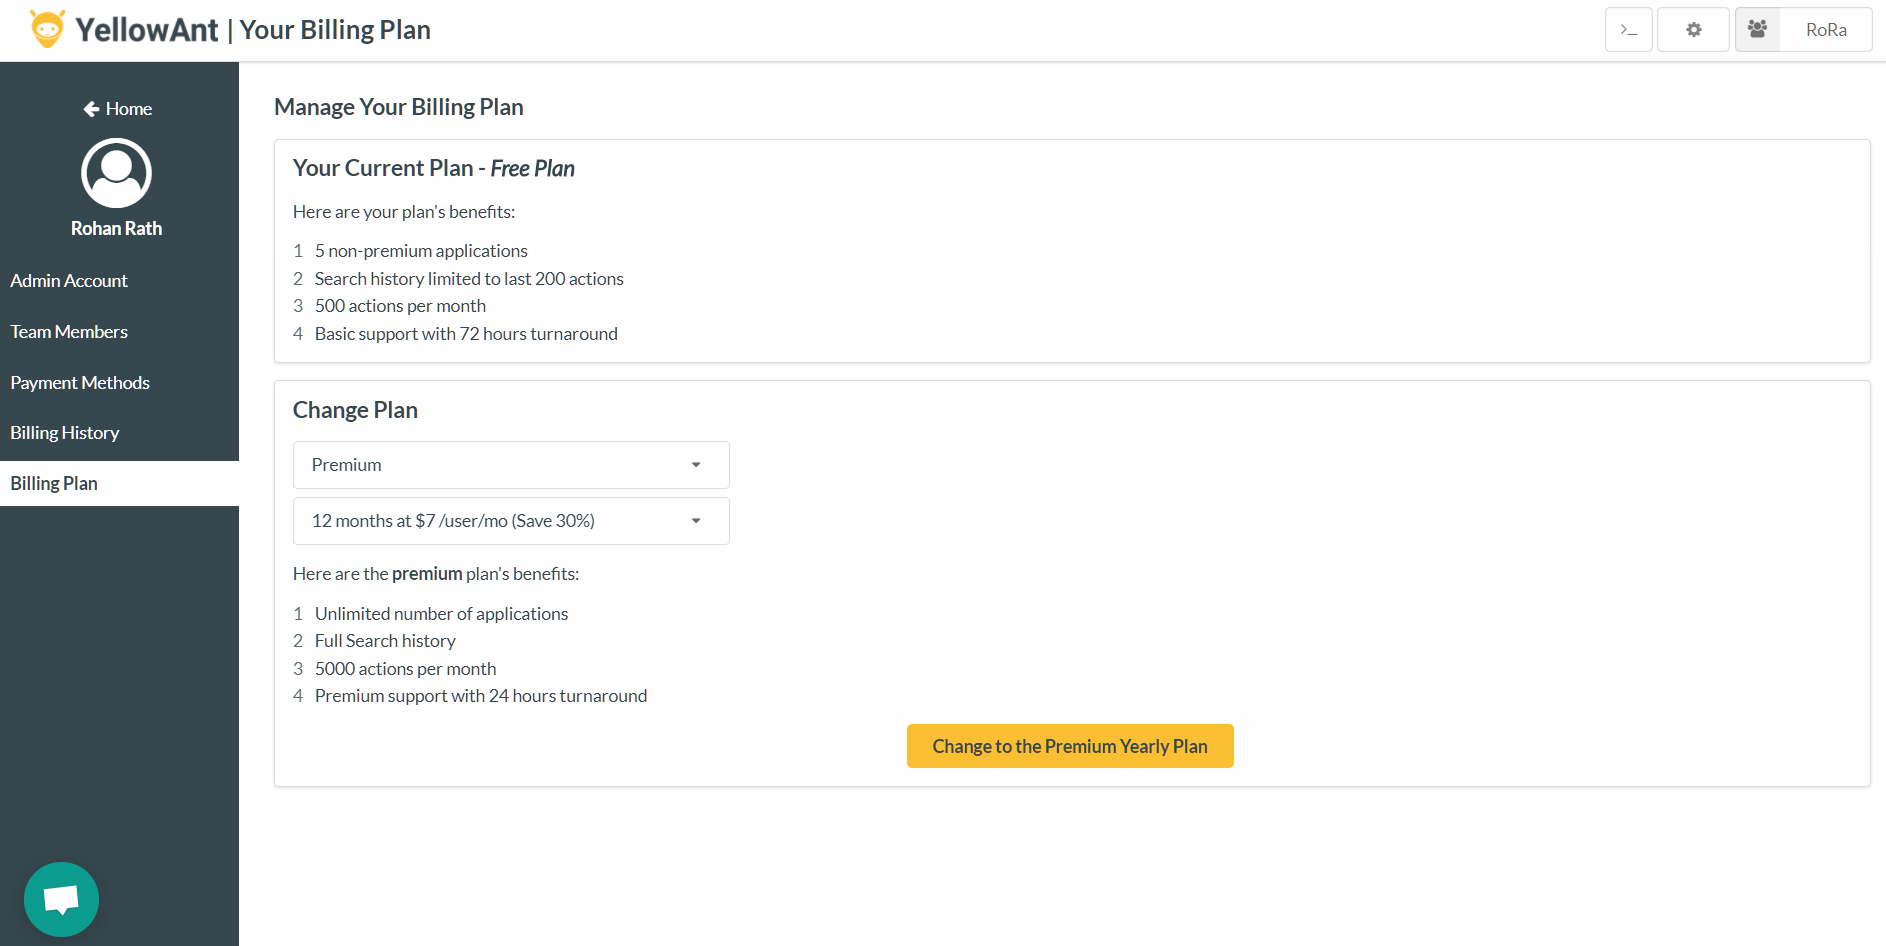 YellowAnt | Your Billing Plan
>_
RoRa
Home
Rohan Rath
Admin Account
Team Members
Payment Methods
Billing History
Billing Plan
Manage Your Billing Plan
Your Current Plan - Free Plan
Here are your plan's benefits:
1 5 non-premium applications
2 Search history limited to last 200 actions
3 500 actions per month
4 Basic support with 72 hours turnaround
Change Plan
Premium
12 months at $7 /user/mo (Save 30%)
Here are the premium plan's benefits:
1 Unlimited number of applications
2 Full Search history
3 5000 actions per month
4 Premium support with 24 hours turnaround
Change to the Premium Yearly Plan